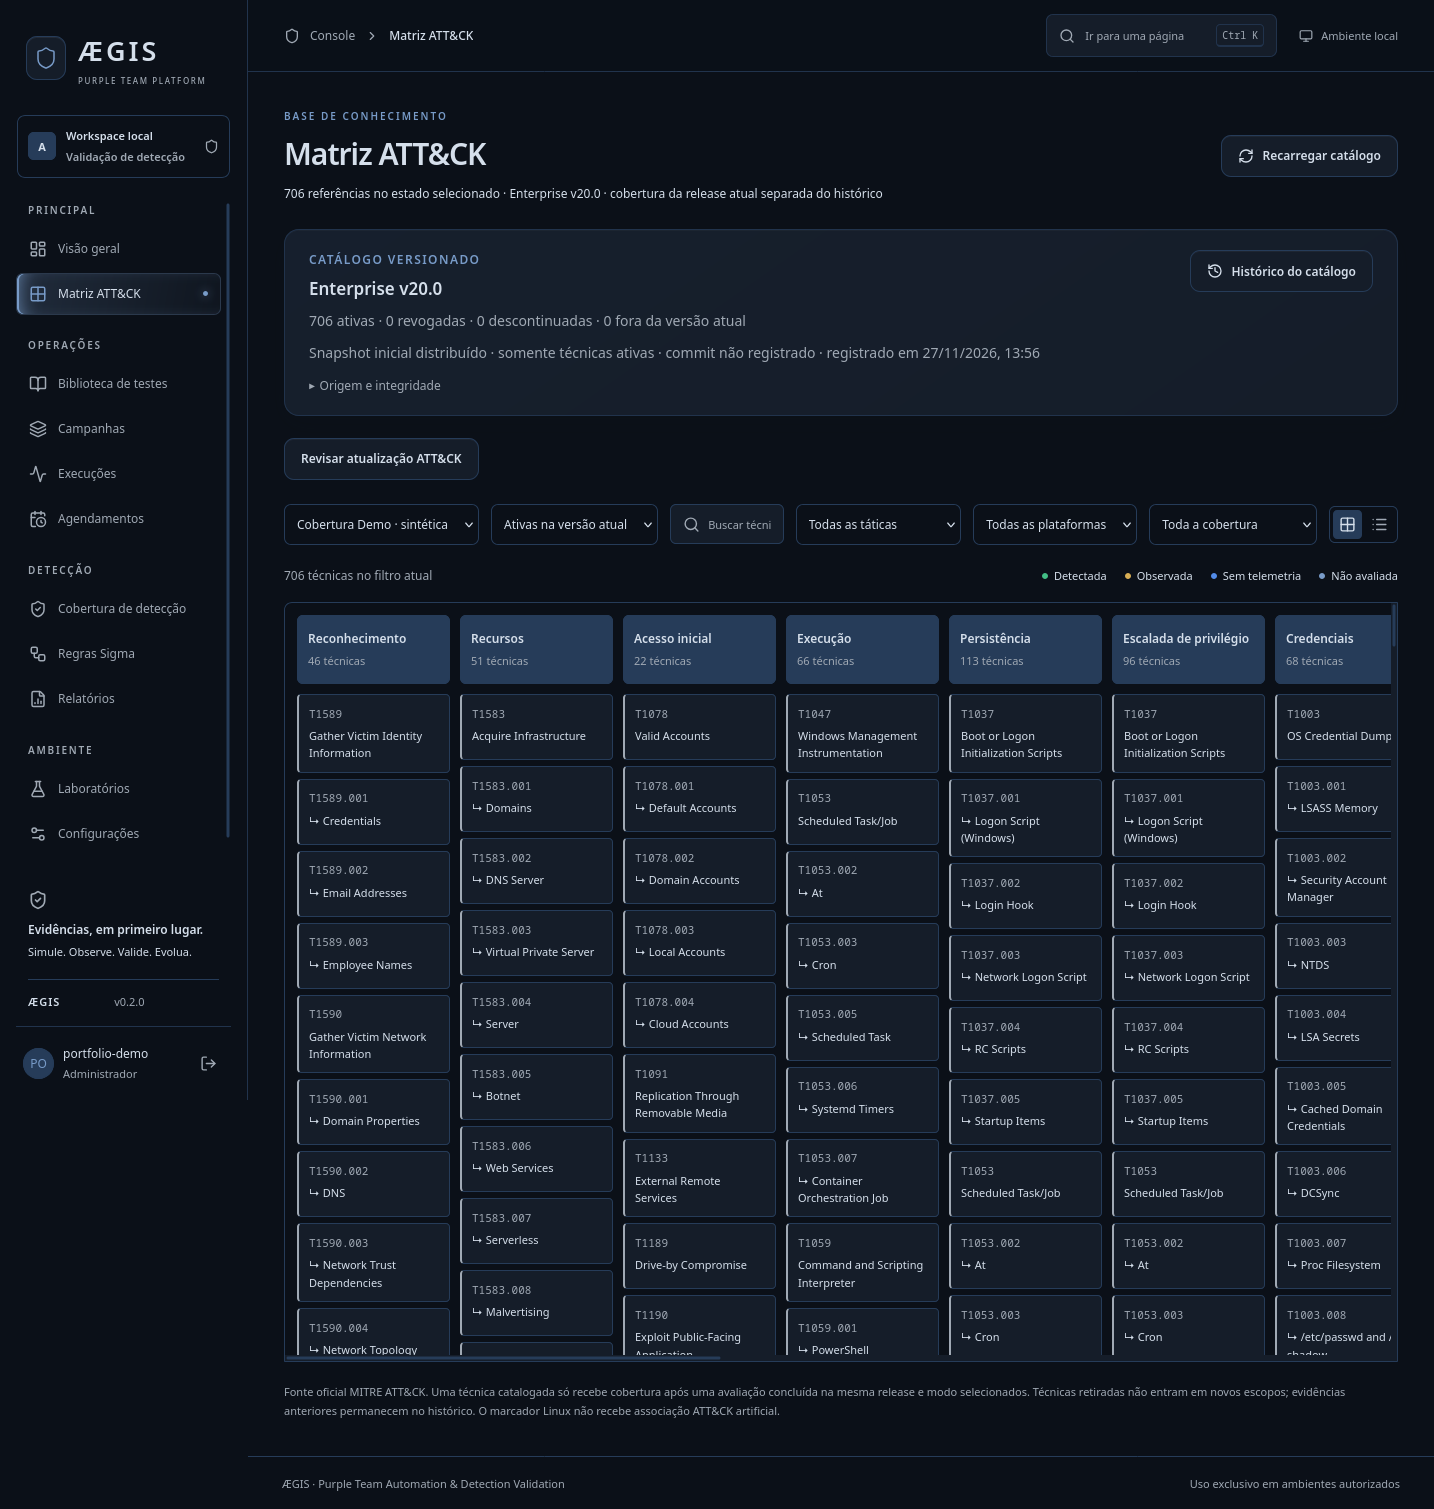 ÆGIS
PURPLE TEAM PLATFORM
A
Workspace local
Validação de detecção
PRINCIPAL
Visão geral
Matriz ATT&CK
OPERAÇÕES
Biblioteca de testes
Campanhas
Execuções
Agendamentos
DETECÇÃO
Cobertura de detecção
Regras Sigma
Relatórios
AMBIENTE
Laboratórios
Configurações
Evidências, em primeiro lugar.
Simule. Observe. Valide. Evolua.
ÆGIS v0.2.0
PO
portfolio-demo
Administrador
Console > Matriz ATT&CK
Ir para uma página Ctrl K
Ambiente local
BASE DE CONHECIMENTO
Matriz ATT&CK
706 referências no estado selecionado · Enterprise v20.0 · cobertura da release atual separada do histórico
Recarregar catálogo
CATÁLOGO VERSIONADO
Enterprise v20.0
706 ativas · 0 revogadas · 0 descontinuadas · 0 fora da versão atual
Snapshot inicial distribuído · somente técnicas ativas · commit não registrado · registrado em 27/11/2026, 13:56
▸ Origem e integridade
Histórico do catálogo
Revisar atualização ATT&CK
Cobertura Demo · sintética
Ativas na versão atual
Buscar técni
Todas as táticas
Todas as plataformas
Toda a cobertura
706 técnicas no filtro atual
Detectada
Observada
Sem telemetria
Não avaliada
Reconhecimento
46 técnicas
T1589
Gather Victim Identity
Information
T1589.001
↳ Credentials
T1589.002
↳ Email Addresses
T1589.003
↳ Employee Names
T1590
Gather Victim Network
Information
T1590.001
↳ Domain Properties
T1590.002
↳ DNS
T1590.003
↳ Network Trust
Dependencies
T1590.004
↳ Network Topology
Recursos
51 técnicas
T1583
Acquire Infrastructure
T1583.001
↳ Domains
T1583.002
↳ DNS Server
T1583.003
↳ Virtual Private Server
T1583.004
↳ Server
T1583.005
↳ Botnet
T1583.006
↳ Web Services
T1583.007
↳ Serverless
T1583.008
↳ Malvertising
Acesso inicial
22 técnicas
T1078
Valid Accounts
T1078.001
↳ Default Accounts
T1078.002
↳ Domain Accounts
T1078.003
↳ Local Accounts
T1078.004
↳ Cloud Accounts
T1091
Replication Through
Removable Media
T1133
External Remote
Services
T1189
Drive-by Compromise
T1190
Exploit Public-Facing
Application
Execução
66 técnicas
T1047
Windows Management
Instrumentation
T1053
Scheduled Task/Job
T1053.002
↳ At
T1053.003
↳ Cron
T1053.005
↳ Scheduled Task
T1053.006
↳ Systemd Timers
T1053.007
↳ Container
Orchestration Job
T1059
Command and Scripting
Interpreter
T1059.001
↳ PowerShell
Persistência
113 técnicas
T1037
Boot or Logon
Initialization Scripts
T1037.001
↳ Logon Script
(Windows)
T1037.002
↳ Login Hook
T1037.003
↳ Network Logon Script
T1037.004
↳ RC Scripts
T1037.005
↳ Startup Items
T1053
Scheduled Task/Job
T1053.002
↳ At
T1053.003
↳ Cron
Escalada de privilégio
96 técnicas
T1037
Boot or Logon
Initialization Scripts
T1037.001
↳ Logon Script
(Windows)
T1037.002
↳ Login Hook
T1037.003
↳ Network Logon Script
T1037.004
↳ RC Scripts
T1037.005
↳ Startup Items
T1053
Scheduled Task/Job
T1053.002
↳ At
T1053.003
↳ Cron
Credenciais
68 técnicas
T1003
OS Credential Dump
T1003.001
↳ LSASS Memory
T1003.002
↳ Security Account
Manager
T1003.003
↳ NTDS
T1003.004
↳ LSA Secrets
T1003.005
↳ Cached Domain
Credentials
T1003.006
↳ DCSync
T1003.007
↳ Proc Filesystem
T1003.008
↳ /etc/passwd and /
shadow
Fonte oficial MITRE ATT&CK. Uma técnica catalogada só recebe cobertura após uma avaliação concluída na mesma release e modo selecionados. Técnicas retiradas não entram em novos escopos; evidências
anteriores permanecem no histórico. O marcador Linux não recebe associação ATT&CK artificial.
ÆGIS · Purple Team Automation & Detection Validation
Uso exclusivo em ambientes autorizados